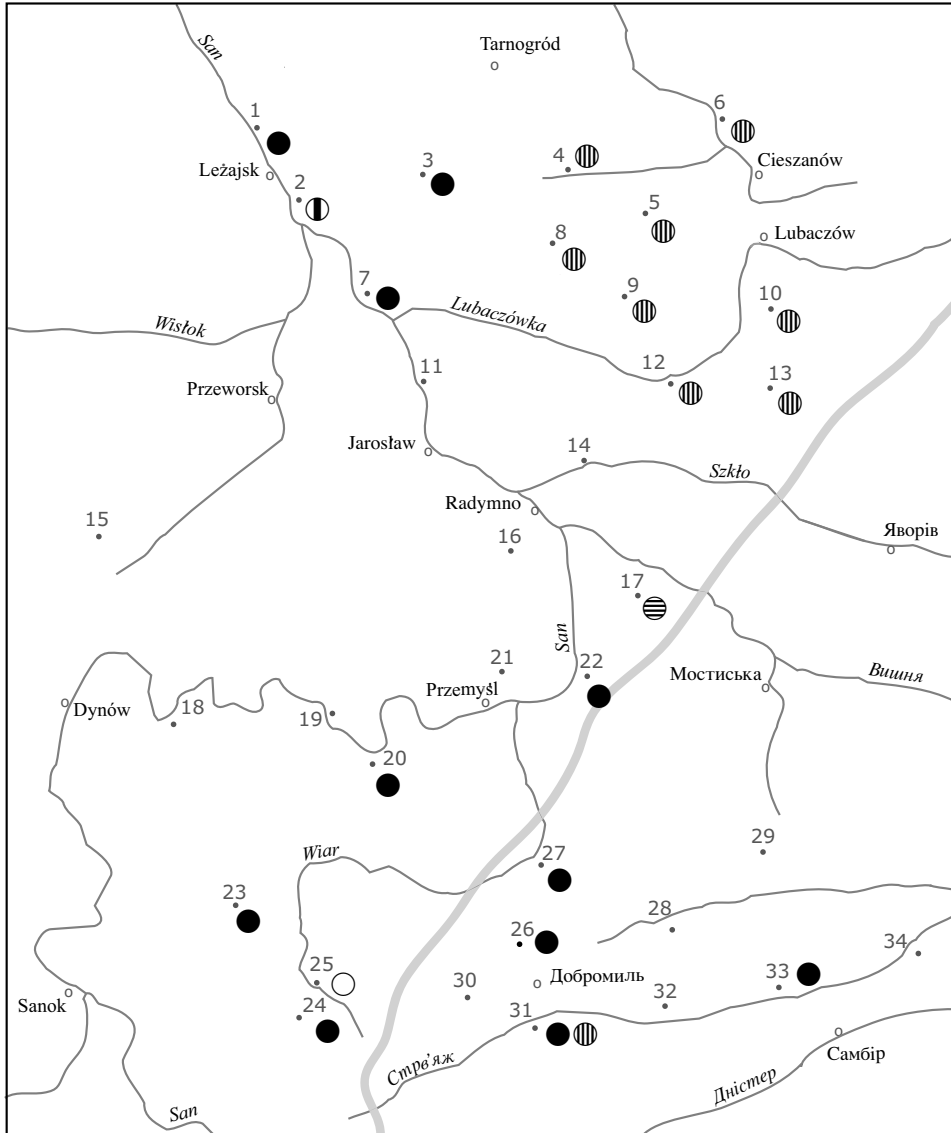 San
Tarnogród
1
6
3
4
Cieszanów
Leżajsk
2
5
8
Lubaczów
7
9
10
Wisłok
Lubaczówka
11
12
13
Przeworsk
Jarosław
14
Szkło
Radymno
15
16
Яворів
17
San
21
22
Przemyśl
Мостиська
Вишня
Dynów
18
19
20
Wiar
27
29
23
28
26
34
25
30
Добромиль
33
Sanok
24
31
32
Самбір
Стрв’яж
Дністер
San